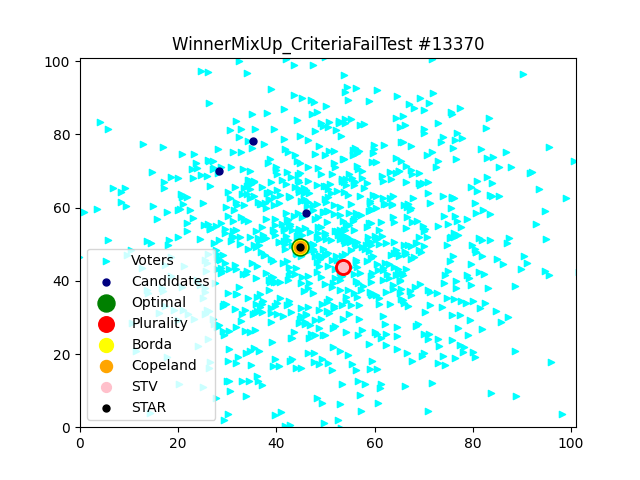 WinnerMixUp_CriteriaFailTest #13370
100
80
60
40
20
0
Voters
Candidates
Optimal
Plurality
Borda
Copeland
STV
STAR
0 20 40 60 80 100